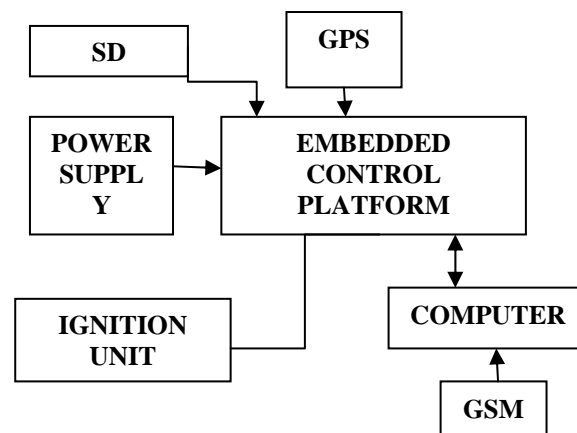 SD
GPS
POWER
SUPPL
Y
EMBEDDED
CONTROL
PLATFORM
IGNITION
UNIT
COMPUTER
GSM